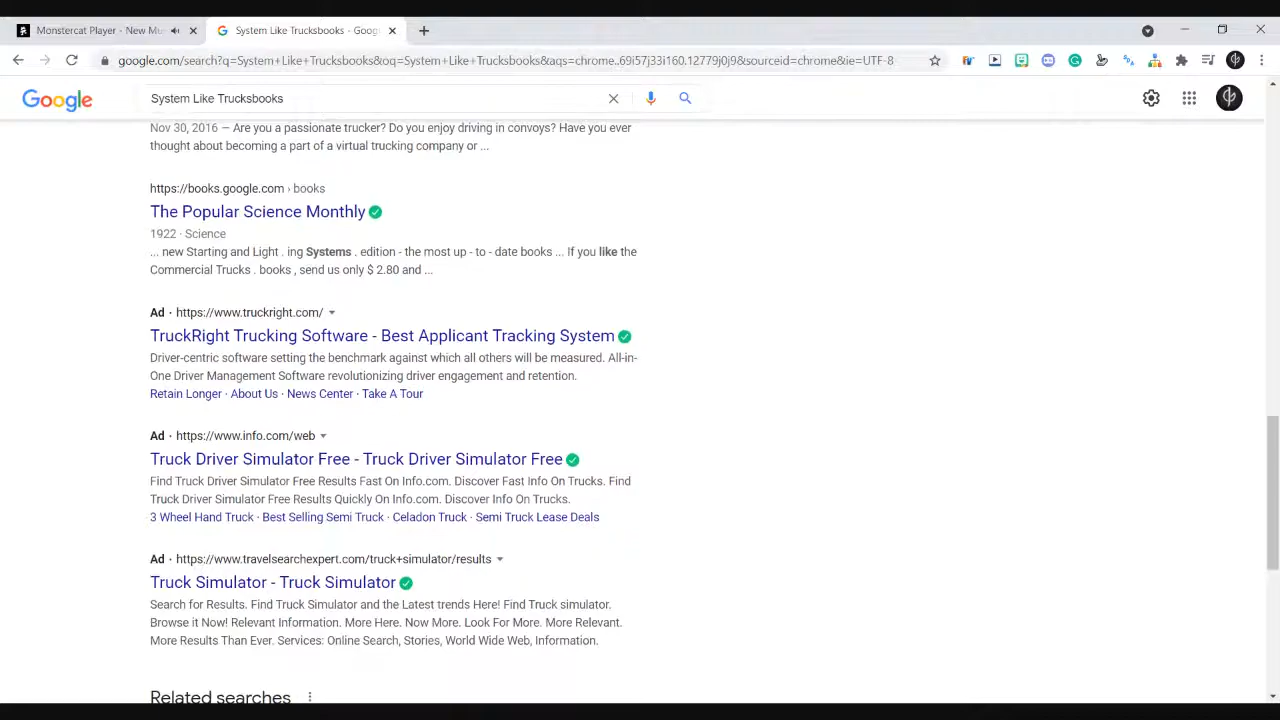 Monstercat Player - New Mu
System Like Trucksbooks - Goog
google.com/search?q=System+Like+Trucksbooks&oq=System+Like+Trucksbooks&aqs=chrome..69i57j33i160.12779j0j9&sourceid=chrome&ie=UTF-8
Google
System Like Trucksbooks
Nov 30, 2016 — Are you a passionate trucker? Do you enjoy driving in convoys? Have you ever
thought about becoming a part of a virtual trucking company or ...
https://books.google.com › books
The Popular Science Monthly
1922 · Science
... new Starting and Light . ing Systems . edition - the most up - to - date books ... If you like the
Commercial Trucks . books , send us only $ 2.80 and ...
Ad · https://www.truckright.com/
TruckRight Trucking Software - Best Applicant Tracking System
Driver-centric software setting the benchmark against which all others will be measured. All-in-
One Driver Management Software revolutionizing driver engagement and retention.
Retain Longer · About Us · News Center · Take A Tour
Ad · https://www.info.com/web
Truck Driver Simulator Free - Truck Driver Simulator Free
Find Truck Driver Simulator Free Results Fast On Info.com. Discover Fast Info On Trucks. Find
Truck Driver Simulator Free Results Quickly On Info.com. Discover Info On Trucks.
3 Wheel Hand Truck · Best Selling Semi Truck · Celadon Truck · Semi Truck Lease Deals
Ad · https://www.travelsearchexpert.com/truck+simulator/results
Truck Simulator - Truck Simulator
Search for Results. Find Truck Simulator and the Latest trends Here! Find Truck simulator.
Browse it Now! Relevant Information. More Here. Now More. Look For More. More Relevant.
More Results Than Ever. Services: Online Search, Stories, World Wide Web, Information.
Related searches